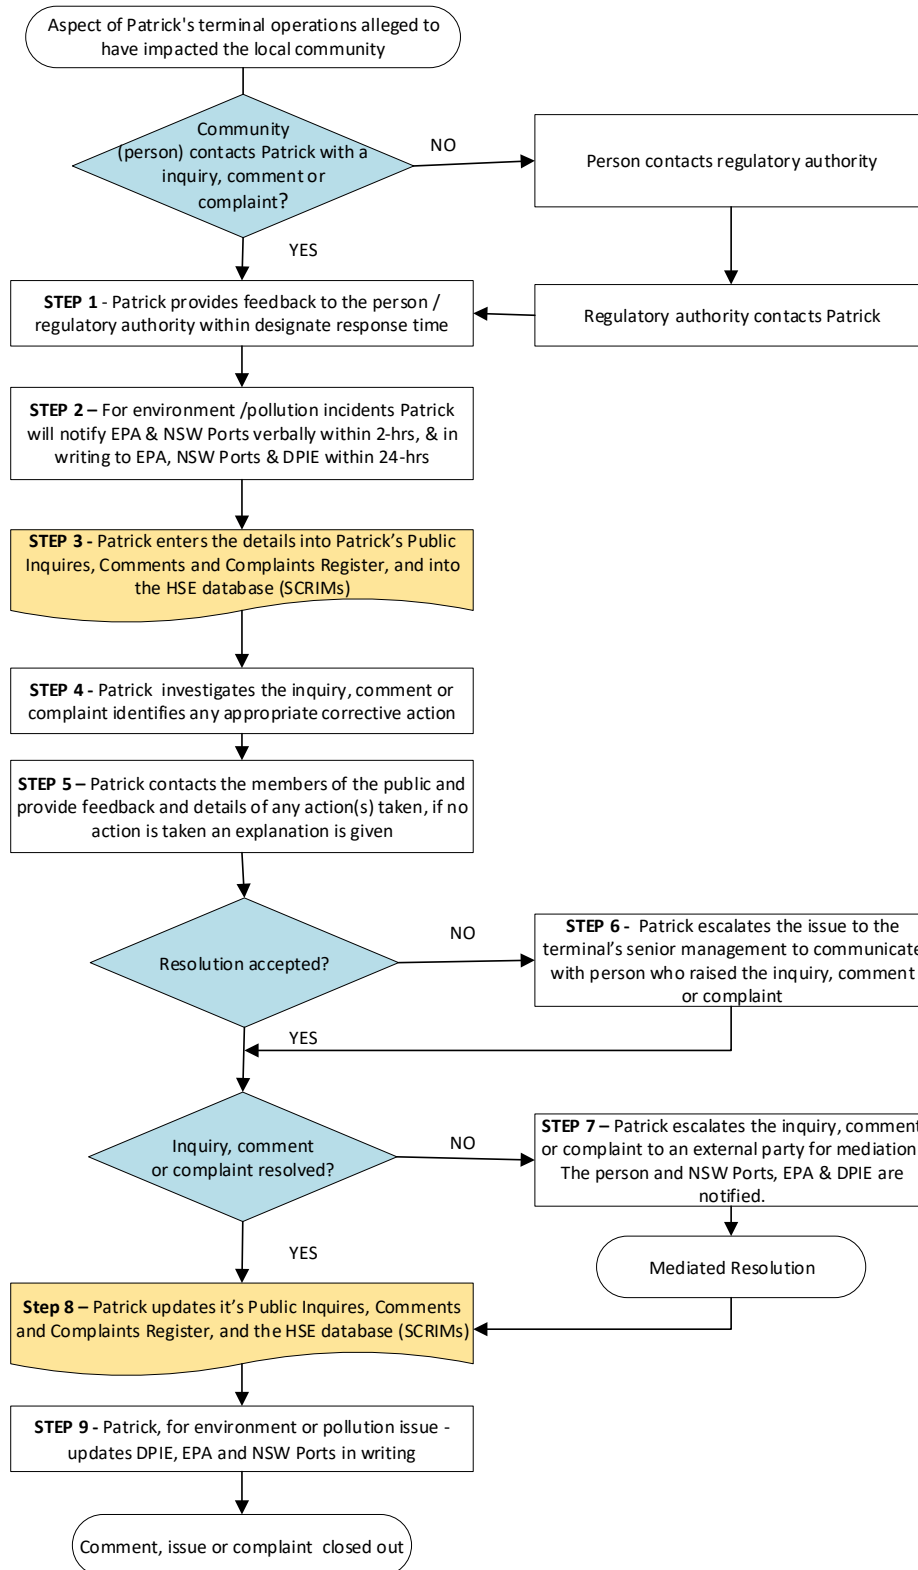 Aspect of Patrick's terminal operations alleged to
have impacted the local community
Community
(person) contacts Patrick with a
inquiry, comment or
complaint?
NO
Person contacts regulatory authority
YES
STEP 1 - Patrick provides feedback to the person /
regulatory authority within designate response time
Regulatory authority contacts Patrick
STEP 2 – For environment /pollution incidents Patrick
will notify EPA & NSW Ports verbally within 2-hrs, & in
writing to EPA, NSW Ports & DPIE within 24-hrs
STEP 3 - Patrick enters the details into Patrick's Public
Inquires, Comments and Complaints Register, and into
the HSE database (SCRIMs)
STEP 4 - Patrick investigates the inquiry, comment or
complaint identifies any appropriate corrective action
STEP 5 – Patrick contacts the members of the public and
provide feedback and details of any action(s) taken, if no
action is taken an explanation is given
Resolution accepted?
NO
STEP 6 - Patrick escalates the issue to the
terminal's senior management to communicate
with person who raised the inquiry, comment
or complaint
YES
Inquiry, comment
or complaint resolved?
NO
STEP 7 – Patrick escalates the inquiry, comment
or complaint to an external party for mediation
The person and NSW Ports, EPA & DPIE are
notified.
YES
Mediated Resolution
Step 8 – Patrick updates it's Public Inquires, Comments
and Complaints Register, and the HSE database (SCRIMs)
STEP 9 - Patrick, for environment or pollution issue -
updates DPIE, EPA and NSW Ports in writing
Comment, issue or complaint closed out